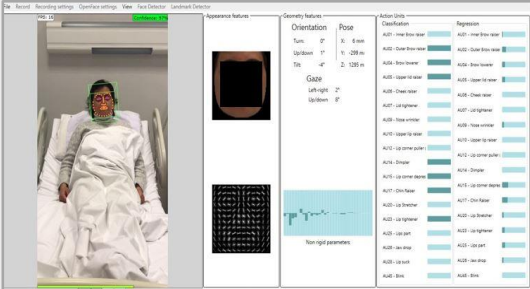 File Record Recording settings OpenFace settings View Face Detector Landmark Detector
FPS: 16
Confidence: 97%
Appearance features
Geometry features
Orientation Pose
Turn: 0° X: 6 mm
Up/down 1° Y: -299 m
Tilt: -4° Z: 1295 m
Gaze
Left-right 2°
Up/down 8°
Non rigid parameters
Action Units
Classification
AU01 - Inner Brow raiser
AU02 - Outer Brow raiser
AU04 - Brow lowerer
AU05 - Upper lid raiser
AU06 - Cheek raiser
AU07 - Lid tightener
AU09 - Nose wrinkler
AU10 - Upper lip raiser
AU12 - Lip corner puller (
AU14 - Dimpler
AU15 - Lip corner depres
AU17 - Chin Raiser
AU20 - Lip Stretcher
AU23 - Lip tightener
AU25 - Lips part
AU26 - Jaw drop
AU28 - Lip suck
AU45 - Blink
Regression
AU01 - Inner Brow raiser
AU02 - Outer Brow raiser
AU04 - Brow lowerer
AU05 - Upper lid raiser
AU06 - Cheek raiser
AU07 - Lid tightener
AU09 - Nose wrinkler
AU10 - Upper lip raiser
AU12 - Lip corner puller (
AU14 - Dimpler
AU15 - Lip corner depres
AU17 - Chin Raiser
AU20 - Lip Stretcher
AU23 - Lip tightener
AU25 - Lips part
AU26 - Jaw drop
AU45 - Blink